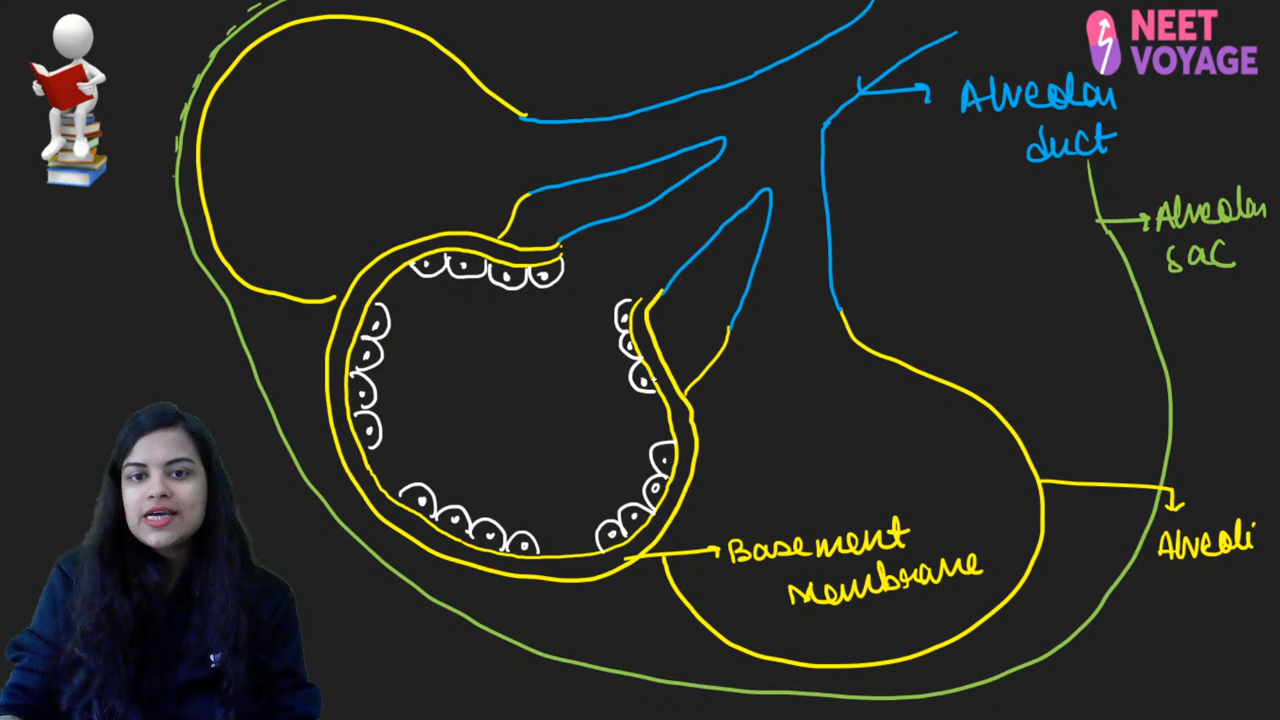 NEET
VOYAGE
Alveolar
duct
Alveolar
sac
Basement
Membrane
Alveoli